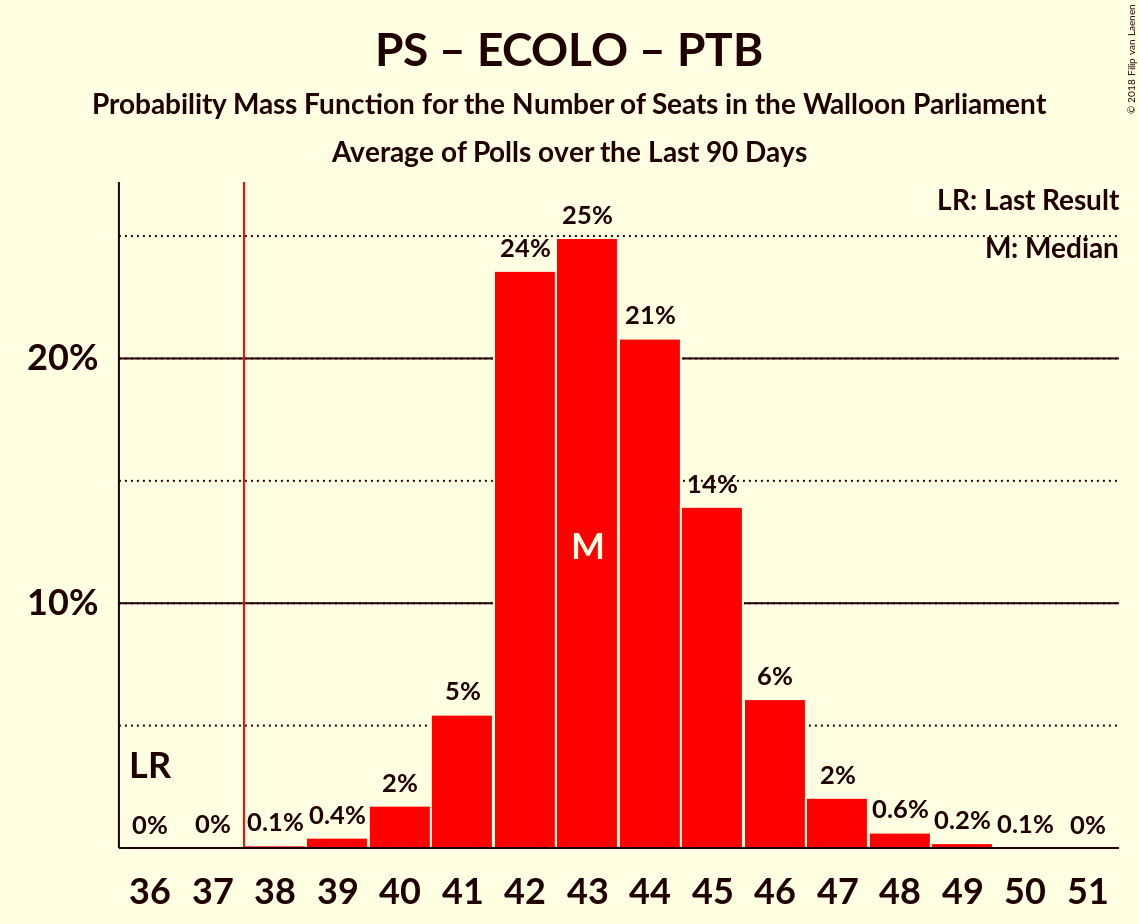 PS – ECOLO – PTB
Probability Mass Function for the Number of Seats in the Walloon Parliament
Average of Polls over the Last 90 Days
© 2018 Filip van Laenen
LR: Last Result
M: Median
20%
10%
LR
M
0%
0%
0.1%
0.4%
2%
5%
24%
25%
21%
14%
6%
2%
0.6%
0.2%
0.1%
0%
36 37 38 39 40 41 42 43 44 45 46 47 48 49 50 51